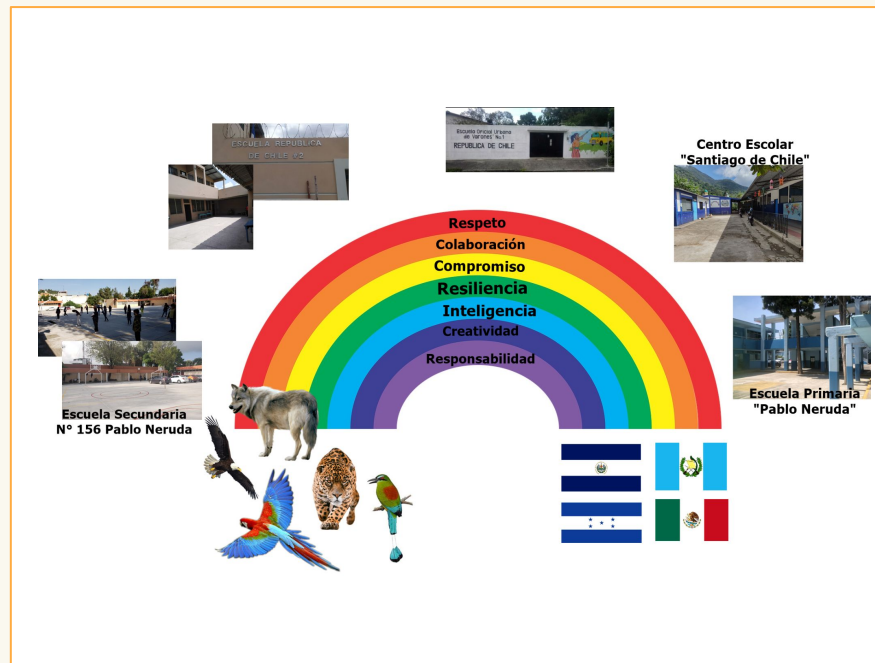 ESCUELA REPUBLICA
DE CHILE Nº2
Escuela Oficial Urbana
de Varones No.1
REPUBLICA DE CHILE
Centro Escolar
"Santiago de Chile"
Respeto
Colaboración
Compromiso
Resiliencia
Inteligencia
Creatividad
Responsabilidad
Escuela Secundaria
N° 156 Pablo Neruda
Escuela Primaria
"Pablo Neruda"